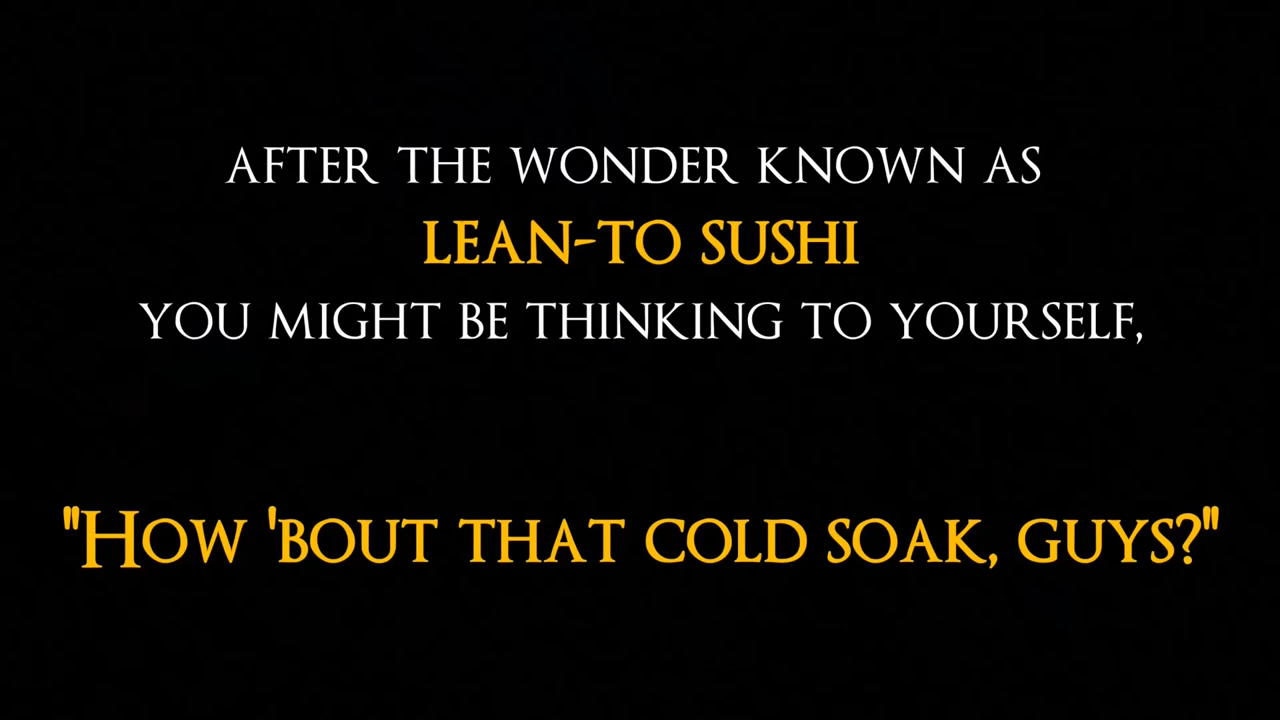 AFTER THE WONDER KNOWN AS
LEAN-TO SUSHI
YOU MIGHT BE THINKING TO YOURSELF,
"HOW 'BOUT THAT COLD SOAK, GUYS?"